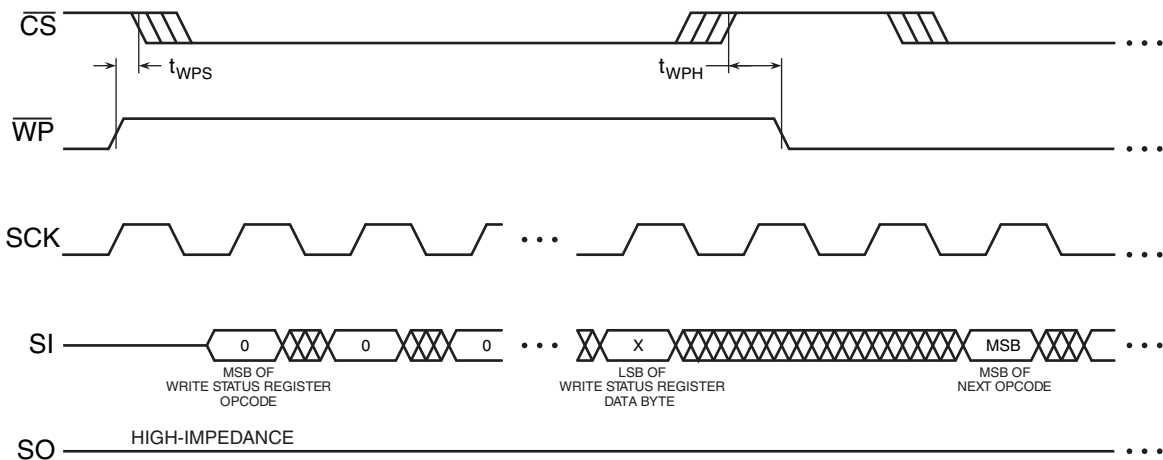 CS
tWPS
tWPH
WP
SCK
SI
0
0
0
X
MSB
MSB OF
WRITE STATUS REGISTER
OPCODE
LSB OF
WRITE STATUS REGISTER
DATA BYTE
MSB OF
NEXT OPCODE
SO
HIGH-IMPEDANCE